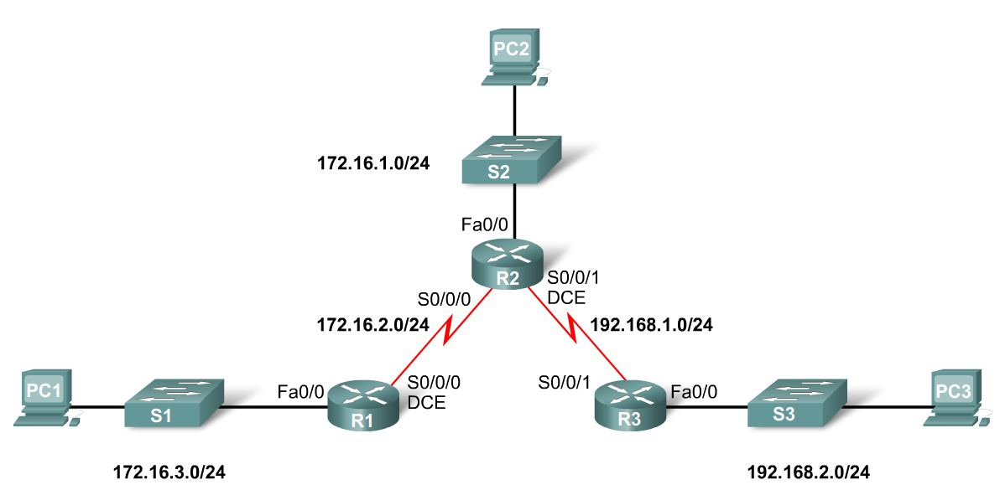 PC2
172.16.1.0/24
S2
Fa0/0
R2
S0/0/1
DCE
S0/0/0
172.16.2.0/24
192.168.1.0/24
PC1
S1
Fa0/0
R1
S0/0/0
DCE
S0/0/1
R3
Fa0/0
S3
PC3
172.16.3.0/24
192.168.2.0/24